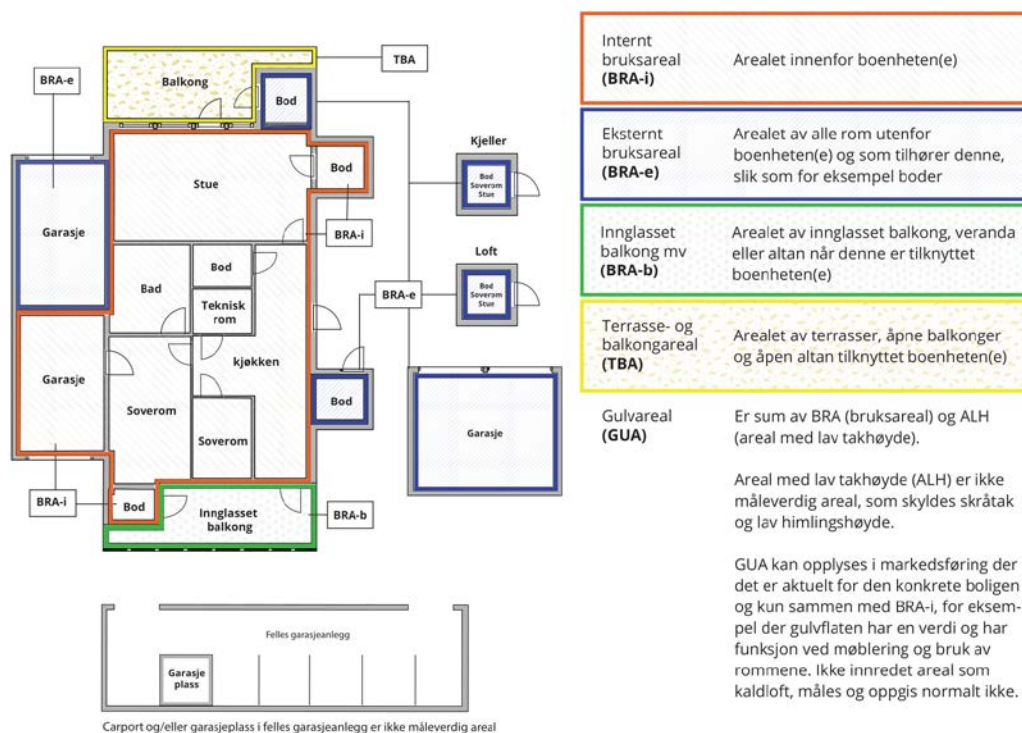 TBA
BRA-e
Balkong
Bod
Kjeller
Bod
Soverom
Stue
Stue
Bod
BRA-i
Garasje
Loft
Bod
Soverom
Stue
BRA-e
Bad
Bod
Teknisk
rom
kjøkken
Garasje
Soverom
Soverom
Bod
Garasje
BRA-i
Bod
Innglasset
balkong
BRA-b
Felles garasjeanlegg
Garasje
plass
Carport og/eller garasjeplass i felles garasjeanlegg er ikke måleverdig areal
Internt
bruksareal
(BRA-i)
Arealet innenfor boenheten(e)
Eksternt
bruksareal
(BRA-e)
Arealet av alle rom utenfor
boenheten(e) og som tilhører denne,
slik som for eksempel boder
Innglasset
balkong mv
(BRA-b)
Arealet av innglasset balkong, veranda
eller altan når denne er tilknyttet
boenheten(e)
Terrasse- og
balkongareal
(TBA)
Arealet av terrasser, åpne balkonger
og åpen altan tilknyttet boenheten(e)
Gulvareal
(GUA)
Er sum av BRA (bruksareal) og ALH
(areal med lav takhøyde).
Areal med lav takhøyde (ALH) er ikke
måleverdig areal, som skyldes skråtak
og lav himlingshøyde.
GUA kan opplyses i markedsføring der
det er aktuelt for den konkrete boligen
og kun sammen med BRA-i, for eksem-
pel der gulvflaten har en verdi og har
funksjon ved møblering og bruk av
rommene. Ikke innredet areal som
kaldloft, måles og oppgis normalt ikke.